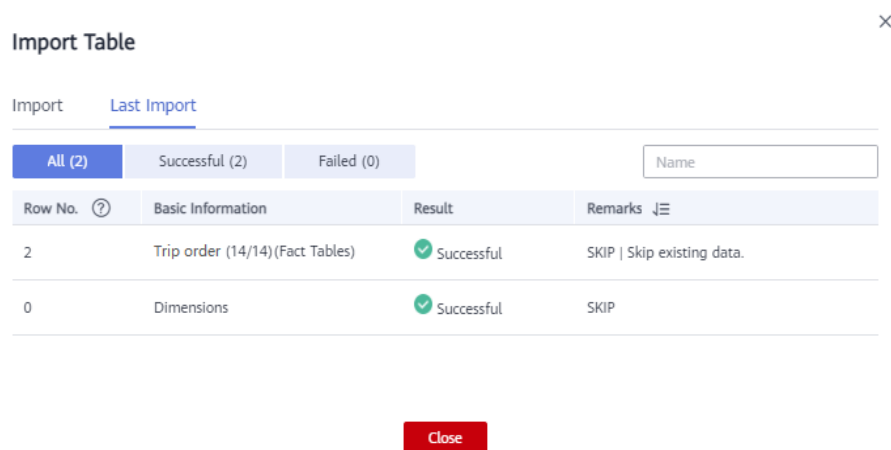 Import Table
Import Last Import
All (2) Successful (2) Failed (0) Name
Row No. Basic Information Result Remarks
2 Trip order (14/14)(Fact Tables) Successful SKIP | Skip existing data.
0 Dimensions Successful SKIP
Close